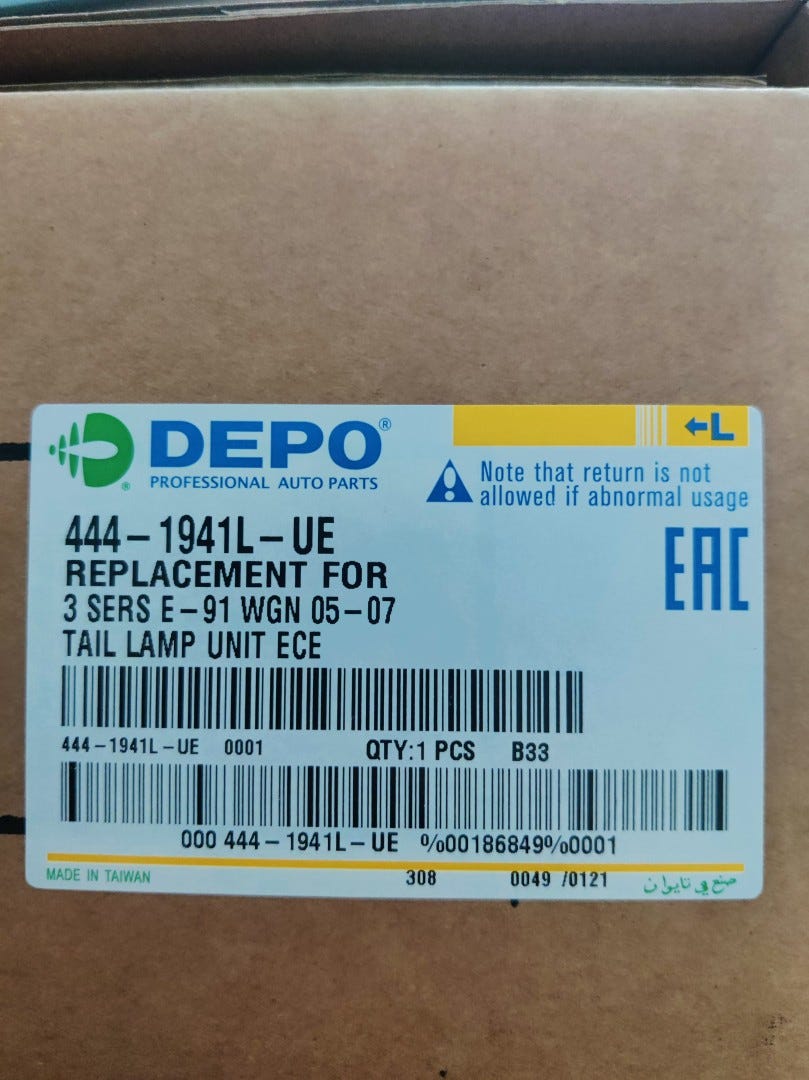 DEPO®
PROFESSIONAL AUTO PARTS
®
←L
Note that return is not
allowed if abnormal usage
444-1941L-UE
REPLACEMENT FOR
3 SERS E-91 WGN 05-07
TAIL LAMP UNIT ECE
EAC
444-1941L-UE 0001 QTY:1 PCS B33
000 444-1941L-UE %00186849%0001
MADE IN TAIWAN 308 0049 /0121 صنع في تايوان